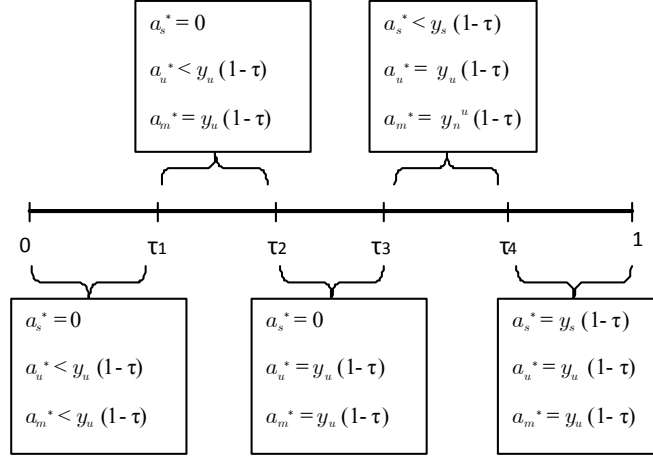 a_s* = 0
a_u* < y_u (1-τ)
a_m* = y_u (1-τ)
a_s* < y_s (1-τ)
a_u* = y_u (1-τ)
a_m* = y_n^u (1-τ)
0 τ1 τ2 τ3 τ4 1
a_s* = 0
a_u* < y_u (1-τ)
a_m* < y_u (1-τ)
a_s* = 0
a_u* = y_u (1-τ)
a_m* = y_u (1-τ)
a_s* = y_s (1-τ)
a_u* = y_u (1-τ)
a_m* = y_u (1-τ)